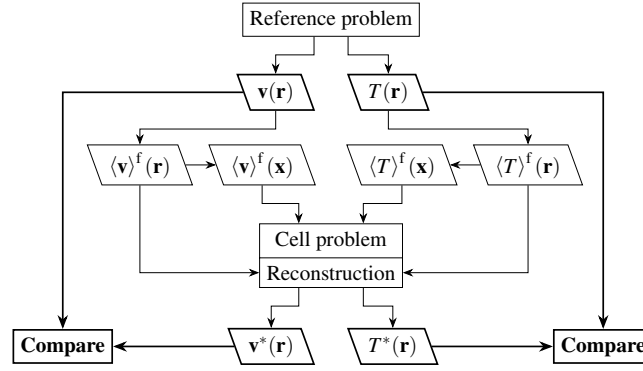 Reference problem
v(r) T(r)
⟨v⟩^f(r) ⟨v⟩^f(x) ⟨T⟩^f(x) ⟨T⟩^f(r)
Cell problem
Reconstruction
Compare v*(r) T*(r) Compare